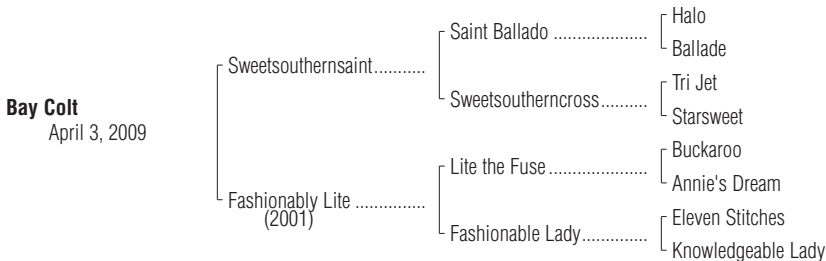 Halo
Saint Ballado ....................
Ballade
Sweetsouthernsaint...........
Tri Jet
Sweetsoutherncross..........
Starsweet
Bay Colt
April 3, 2009
Buckaroo
Lite the Fuse .....................
Annie's Dream
Fashionably Lite ...............
(2001)
Eleven Stitches
Fashionable Lady..............
Knowledgeable Lady